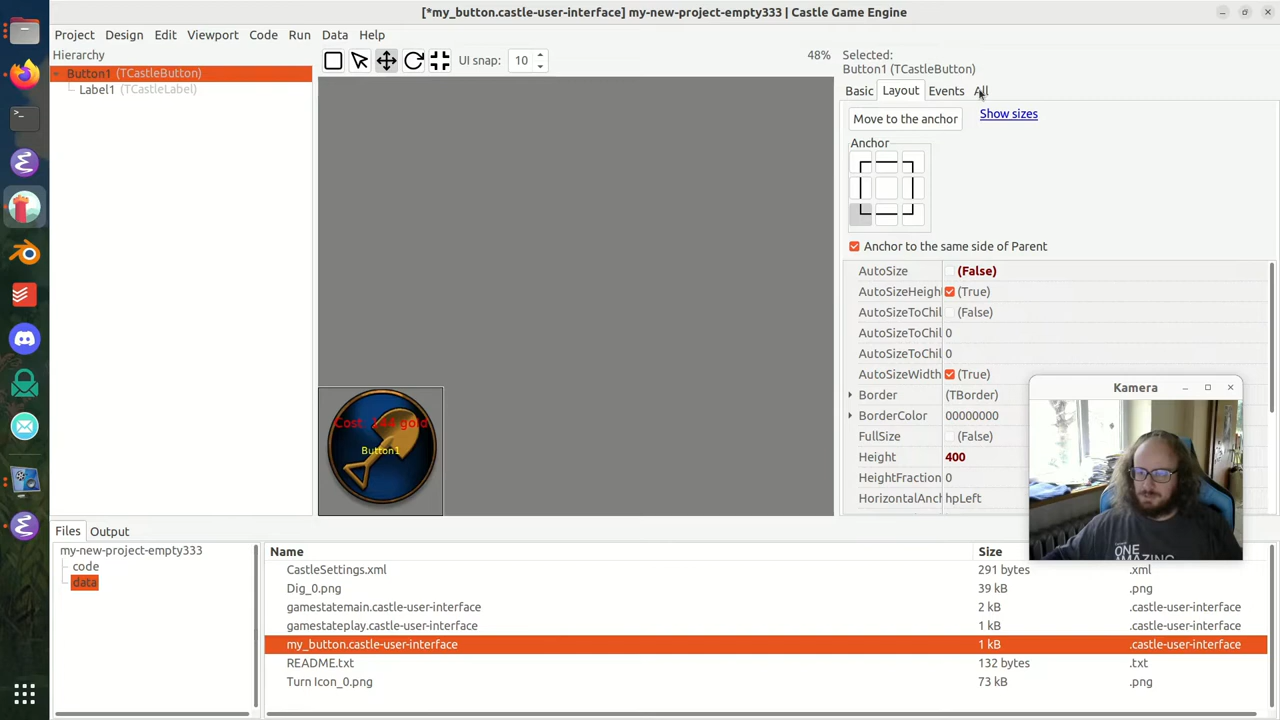 [*my_button.castle-user-interface] my-new-project-empty333 | Castle Game Engine
Project Design Edit Viewport Code Run Data Help
Hierarchy
Button1 (TCastleButton)
Label1 (TCastleLabel)
UI snap: 10
48%
Cost 144 gold
Button1
Selected:
Button1 (TCastleButton)
Basic Layout Events All
Move to the anchor
Show sizes
Anchor
Anchor to the same side of Parent
AutoSize (False)
AutoSizeHeigh (True)
AutoSizeToChil (False)
AutoSizeToChil 0
AutoSizeToChil 0
AutoSizeWidth (True)
Border (TBorder)
BorderColor 00000000
FullSize (False)
Height 400
HeightFraction 0
HorizontalAnch hpLeft
Kamera
ONE
AMAZING
Files Output
my-new-project-empty333
code
data
Name Size
CastleSettings.xml 291 bytes .xml
Dig_0.png 39 kB .png
gamestatemain.castle-user-interface 2 kB .castle-user-interface
gamestateplay.castle-user-interface 1 kB .castle-user-interface
my_button.castle-user-interface 1 kB .castle-user-interface
README.txt 132 bytes .txt
Turn Icon_0.png 73 kB .png